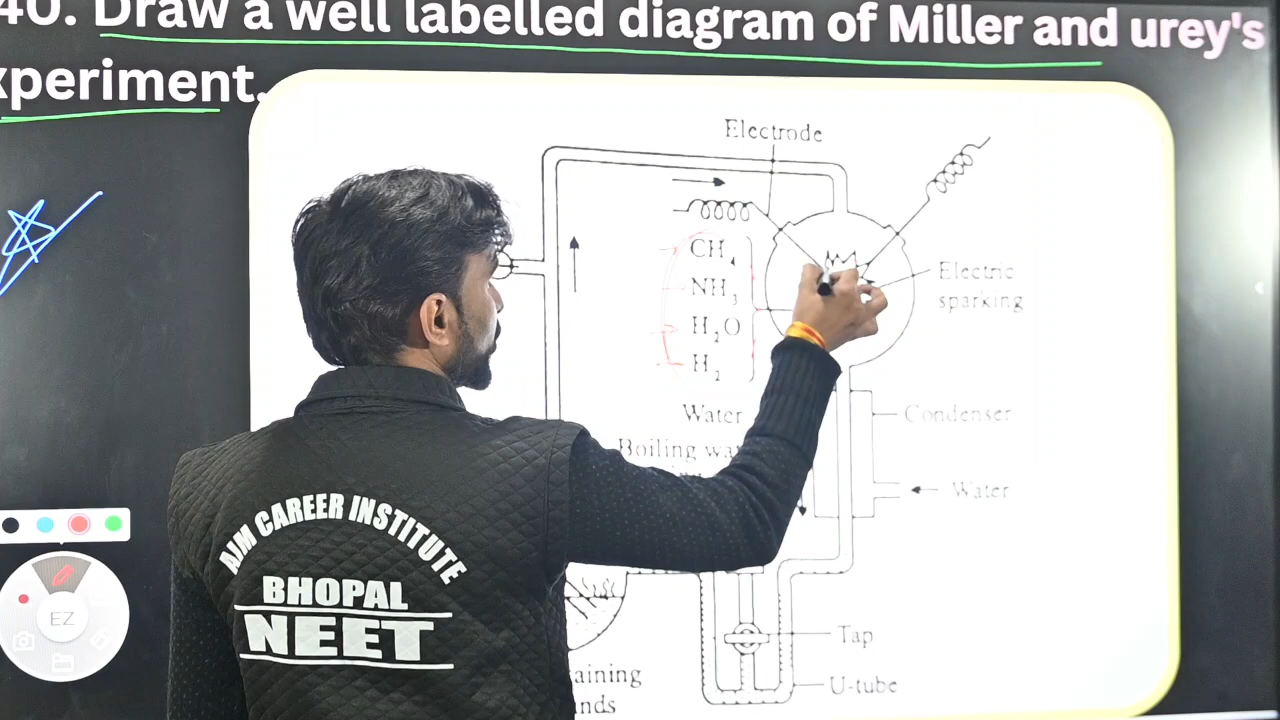 40. Draw a well labelled diagram of Miller and urey's
xperiment.
Electrode
CH4
NH3
H2O
H2
Electric
sparking
Water
Condenser
Boiling wa
Water
Tap
aining
U-tube
nds
EZ
AIM CAREER INSTITUTE
BHOPAL
NEET